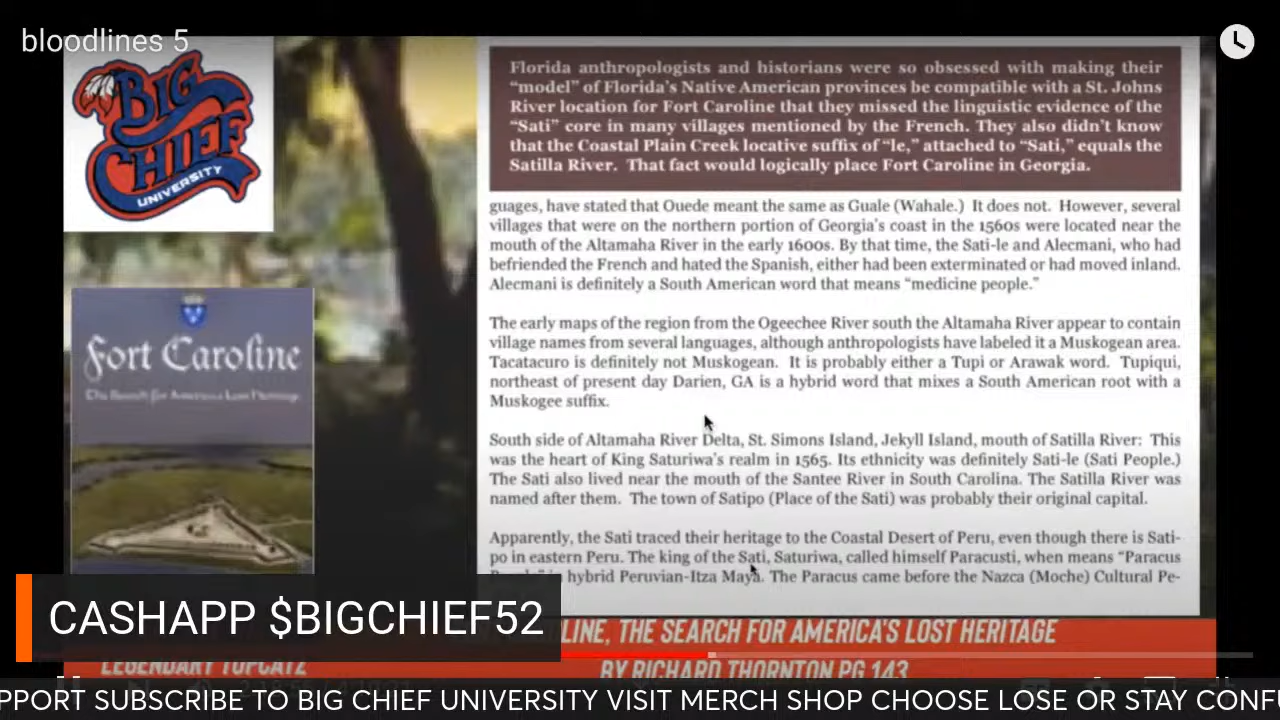 bloodlines 5
BIG
CHIEF
UNIVERSITY
Florida anthropologists and historians were so obsessed with making their
“model” of Florida’s Native American provinces be compatible with a St. Johns
River location for Fort Caroline that they missed the linguistic evidence of the
“Sati” core in many villages mentioned by the French. They also didn’t know
that the Coastal Plain Creek locative suffix of “le,” attached to “Sati,” equals the
Satilla River. That fact would logically place Fort Caroline in Georgia.
guages, have stated that Ouede meant the same as Guale (Wahale.) It does not. However, several
villages that were on the northern portion of Georgia’s coast in the 1560s were located near the
mouth of the Altamaha River in the early 1600s. By that time, the Sati-le and Alecmani, who had
befriended the French and hated the Spanish, either had been exterminated or had moved inland.
Alecmani is definitely a South American word that means “medicine people.”
The early maps of the region from the Ogeechee River south the Altamaha River appear to contain
village names from several languages, although anthropologists have labeled it a Muskogean area.
Tacatacuro is definitely not Muskogean. It is probably either a Tupi or Arawak word. Tupiqui,
northeast of present day Darien, GA is a hybrid word that mixes a South American root with a
Muskogee suffix.
South side of Altamaha River Delta, St. Simons Island, Jekyll Island, mouth of Satilla River: This
was the heart of King Saturiwa’s realm in 1565. Its ethnicity was definitely Sati-le (Sati People.)
The Sati also lived near the mouth of the Santee River in South Carolina. The Satilla River was
named after them. The town of Satipo (Place of the Sati) was probably their original capital.
Apparently, the Sati traced their heritage to the Coastal Desert of Peru, even though there is Sati-
po in eastern Peru. The king of the Sati, Saturiwa, called himself Paracusti, when means “Paracus
hybrid Peruvian-Itza Maya. The Paracus came before the Nazca (Moche) Cultural Pe-
Fort Caroline
The Search for America's Lost Heritage
CASHAPP $BIGCHIEF52
LINE, THE SEARCH FOR AMERICA'S LOST HERITAGE
LEGENDARY TOPCATZ
BY RICHARD THORNTON PG 143
PPORT SUBSCRIBE TO BIG CHIEF UNIVERSITY VISIT MERCH SHOP CHOOSE LOSE OR STAY CONF